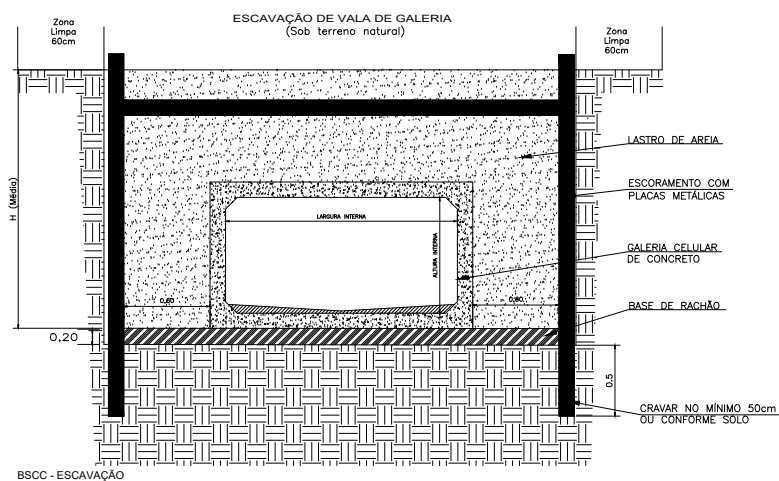 ESCAVAÇÃO DE VALA DE GALERIA
(Sob terreno natural)
Zona
Limpa
60cm
Zona
Limpa
60cm
LASTRO DE AREIA
ESCORAMENTO COM
PLACAS METÁLICAS
H (Médio)
LARGURA INTERNA
ALTURA INTERNA
GALERIA CELULAR
DE CONCRETO
0,60
0,60
BASE DE RACHÃO
0,20
0.5
CRAVAR NO MÍNIMO 50cm
OU CONFORME SOLO
BSCC - ESCAVAÇÃO